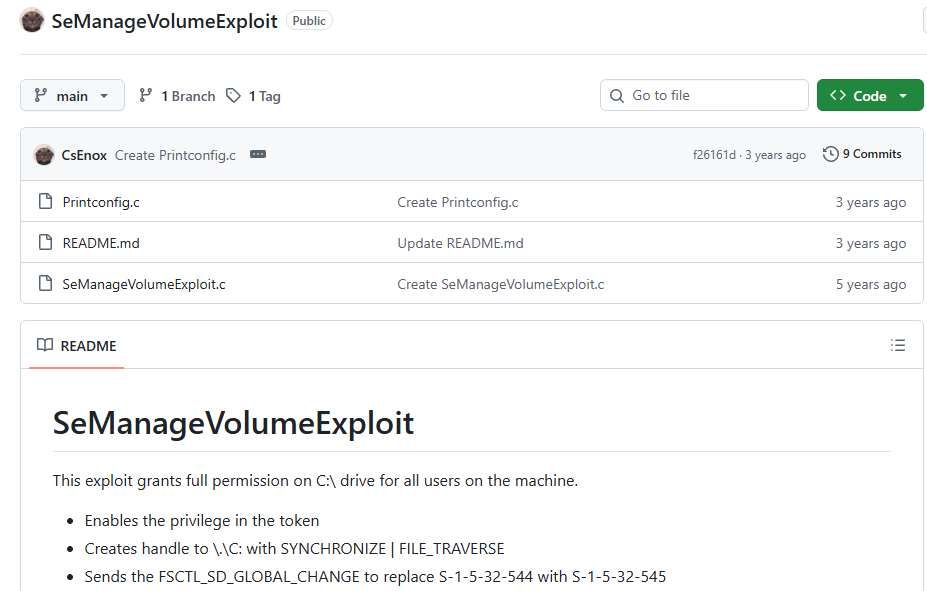 SeManageVolumeExploit Public
main 1 Branch 1 Tag Go to file Code
CsEnox Create Printconfig.c f26161d · 3 years ago 9 Commits
Printconfig.c Create Printconfig.c 3 years ago
README.md Update README.md 3 years ago
SeManageVolumeExploit.c Create SeManageVolumeExploit.c 5 years ago
README
SeManageVolumeExploit
This exploit grants full permission on C:\ drive for all users on the machine.
• Enables the privilege in the token
• Creates handle to \.\C: with SYNCHRONIZE | FILE_TRAVERSE
• Sends the FSCTL_SD_GLOBAL_CHANGE to replace S-1-5-32-544 with S-1-5-32-545